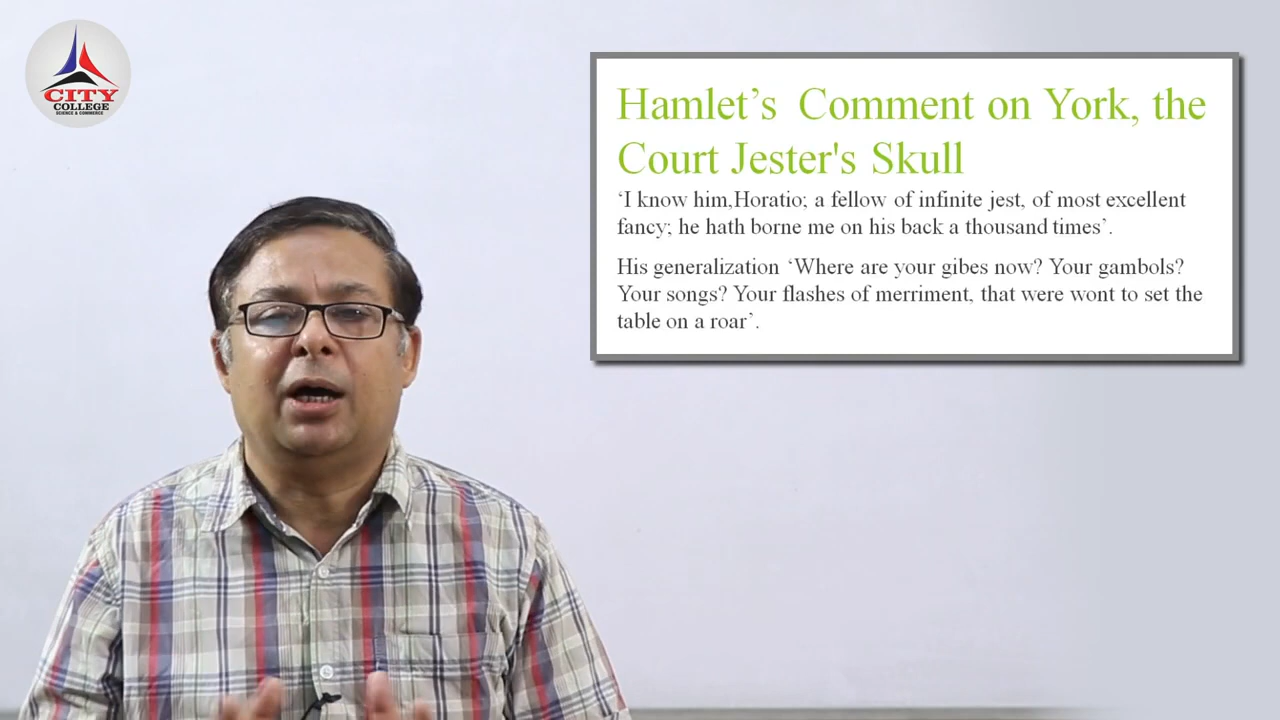 CITY
COLLEGE
SCIENCE & COMMERCE
Hamlet’s Comment on York, the
Court Jester's Skull
‘I know him,Horatio; a fellow of infinite jest, of most excellent
fancy; he hath borne me on his back a thousand times’.
His generalization ‘Where are your gibes now? Your gambols?
Your songs? Your flashes of merriment, that were wont to set the
table on a roar’.